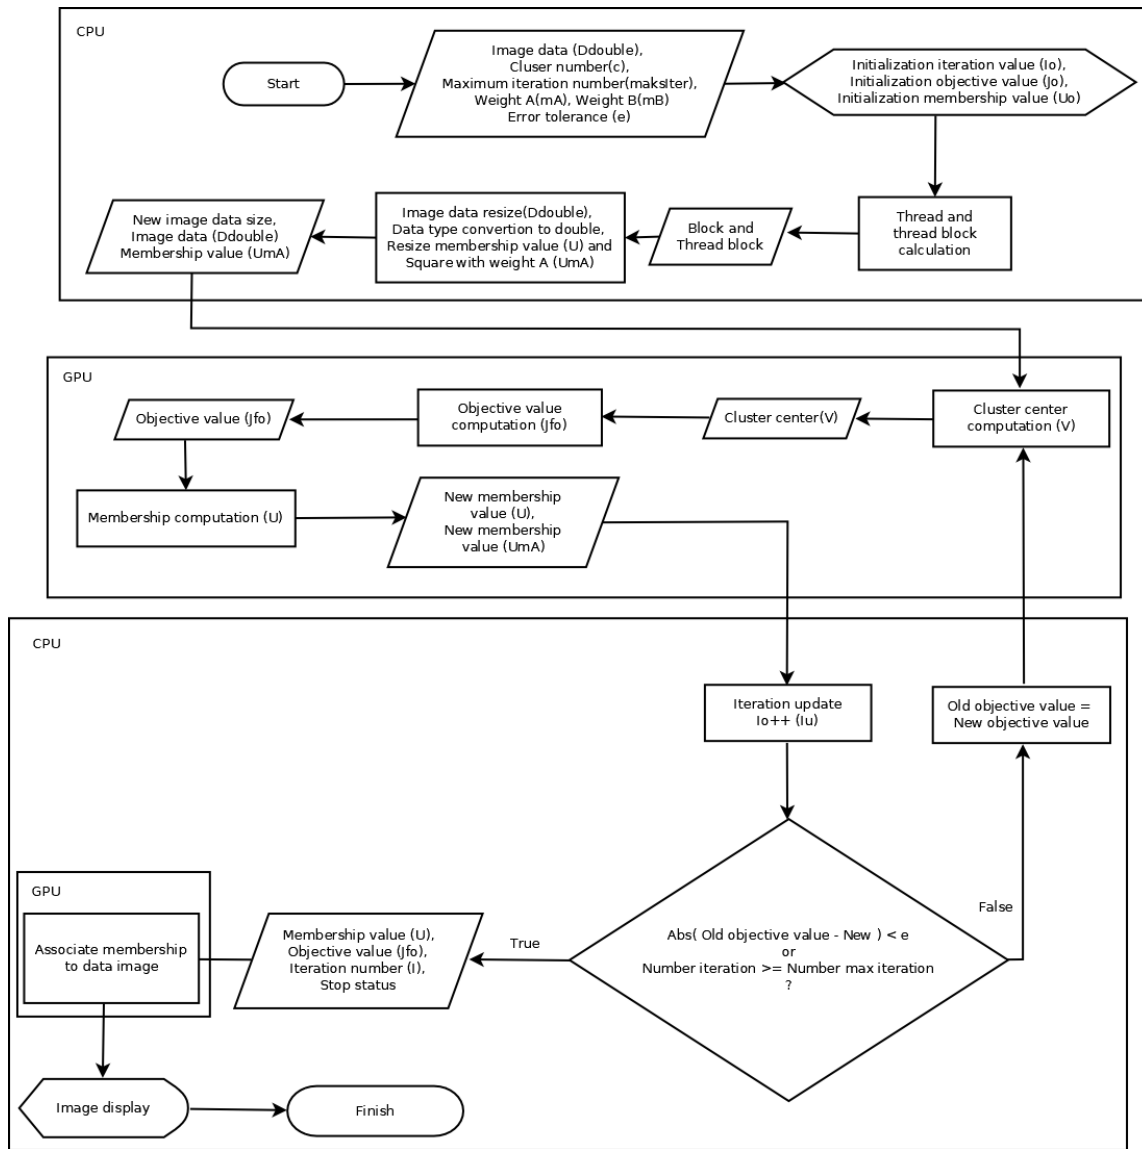 CPU
Start
Image data (Ddouble),
Cluser number(c),
Maximum iteration number(maksIter),
Weight A(mA), Weight B(mB)
Error tolerance (e)
Initialization iteration value (Io),
Initialization objective value (Jo),
Initialization membership value (Uo)
Thread and
thread block
calculation
Block and
Thread block
Image data resize(Ddouble),
Data type convertion to double,
Resize membership value (U) and
Square with weight A (UmA)
New image data size,
Image data (Ddouble)
Membership value (UmA)
GPU
Cluster center
computation (V)
Cluster center(V)
Objective value
computation (Jfo)
Objective value (Jfo)
Membership computation (U)
New membership
value (U),
New membership
value (UmA)
CPU
Iteration update
Io++ (Iu)
Old objective value =
New objective value
Abs( Old objective value - New ) < e
or
Number iteration >= Number max iteration
?
False
True
Membership value (U),
Objective value (Jfo),
Iteration number (I),
Stop status
GPU
Associate membership
to data image
Image display
Finish